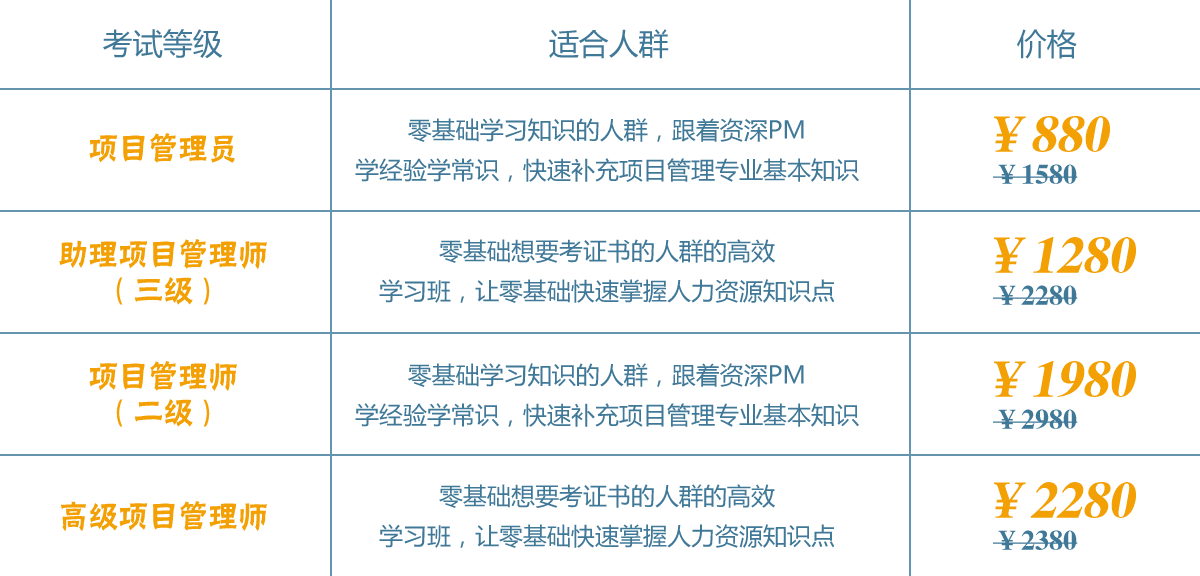 考试等级
适合人群
价格
项目管理员
零基础学习知识的人群，跟着资深PM
学经验学常识，快速补充项目管理专业基本知识
￥880
￥1580
助理项目管理师
（三级）
零基础想要考证书的人群的高效
学习班，让零基础快速掌握人力资源知识点
￥1280
￥2280
项目管理师
（二级）
零基础学习知识的人群，跟着资深PM
学经验学常识，快速补充项目管理专业基本知识
￥1980
￥2980
高级项目管理师
零基础想要考证书的人群的高效
学习班，让零基础快速掌握人力资源知识点
￥2280
￥2380